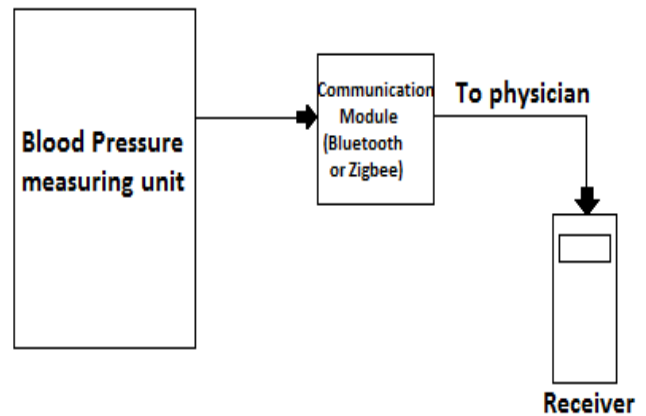 Blood Pressure
measuring unit
Communication
Module
(Bluetooth
or Zigbee)
To physician
Receiver